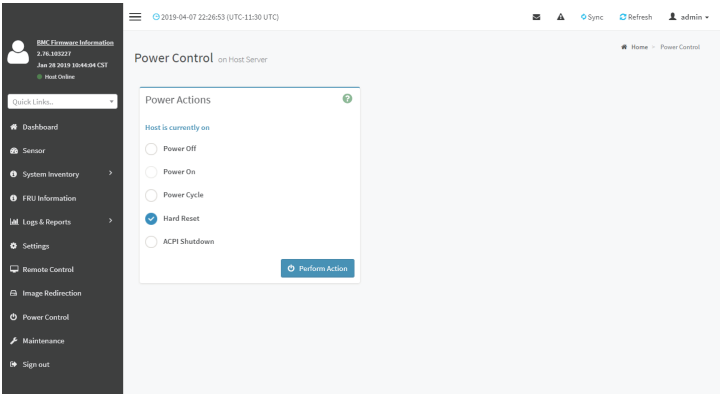 2019-04-07 22:26:53 (UTC-11:30 UTC)
Sync
Refresh
admin
BMC Firmware Information
2.76.103227
Jan 28 2019 10:44:04 CST
Host Online
Quick Links..
Dashboard
Sensor
System Inventory
FRU Information
Logs & Reports
Settings
Remote Control
Image Redirection
Power Control
Maintenance
Sign out
Power Control on Host Server
Home - Power Control
Power Actions
Host is currently on
Power Off
Power On
Power Cycle
Hard Reset
ACPI Shutdown
Perform Action